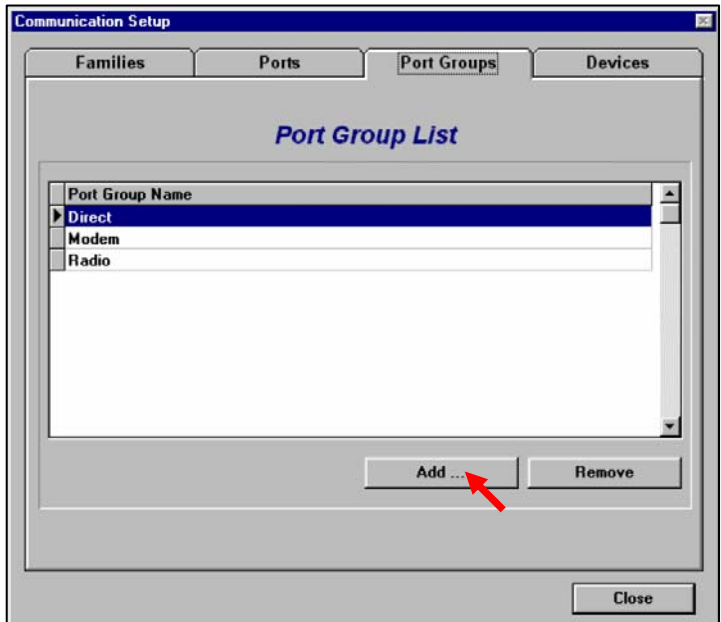 Communication Setup
Families Ports Port Groups Devices
Port Group List
Port Group Name
Direct
Modem
Radio
Add ... Remove
Close